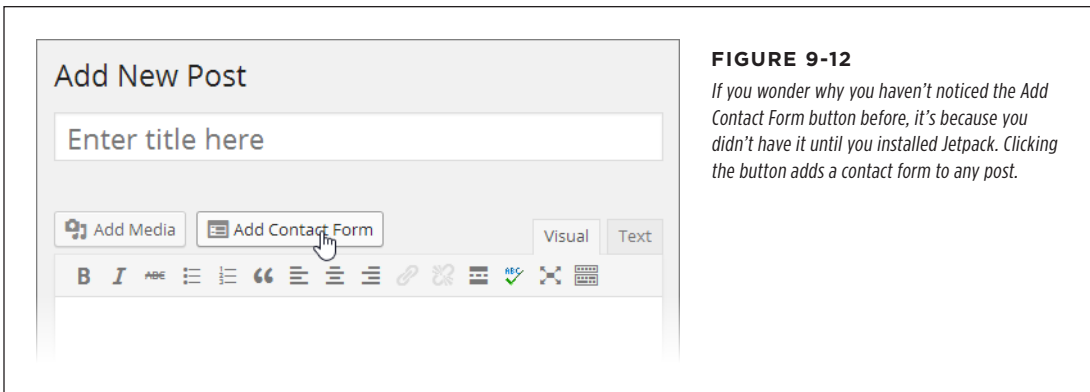 Add New Post
Enter title here
Add Media
Add Contact Form
Visual
Text
B I ABE
ABC
FIGURE 9-12
If you wonder why you haven't noticed the Add
Contact Form button before, it's because you
didn't have it until you installed Jetpack. Clicking
the button adds a contact form to any post.